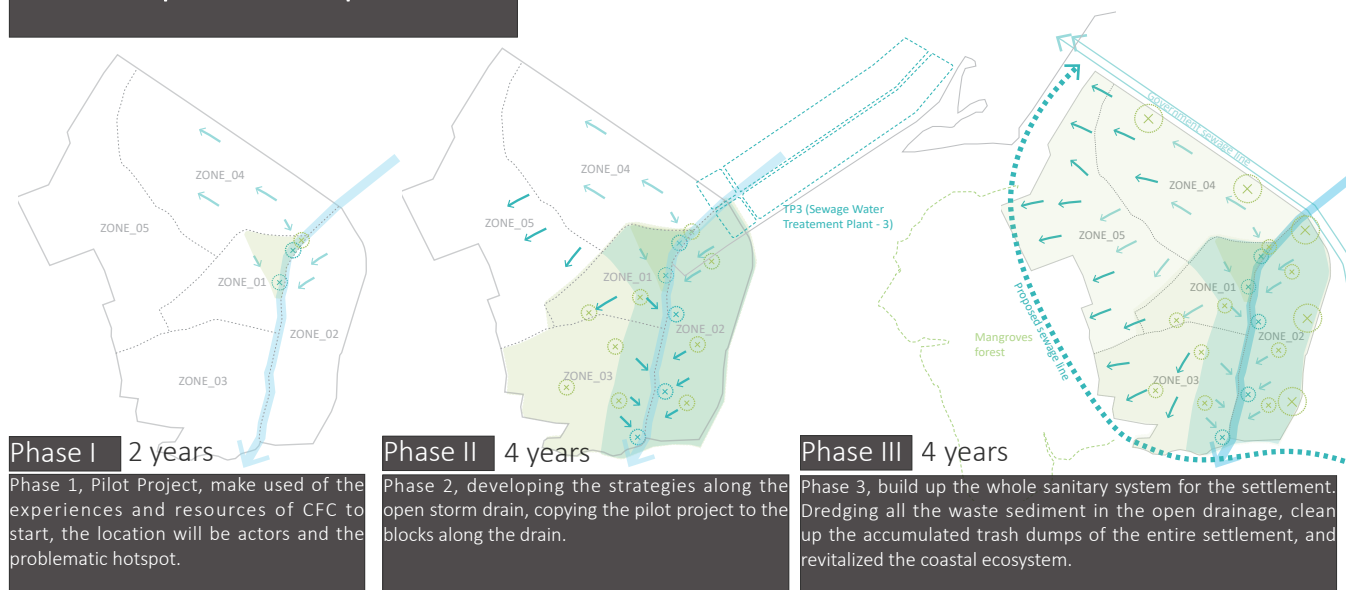 ZONE_04
ZONE_05
ZONE_01
ZONE_02
ZONE_03
Phase I 2 years
Phase 1, Pilot Project, make used of the
experiences and resources of CFC to
start, the location will be actors and the
problematic hotspot.
ZONE_04
ZONE_05
TP3 (Sewage Water
Treatement Plant - 3)
ZONE_01
ZONE_02
ZONE_03
Phase II 4 years
Phase 2, developing the strategies along the
open storm drain, copying the pilot project to the
blocks along the drain.
Government sewage line
ZONE_04
ZONE_05
ZONE_01
Proposed sewage line
Mangroves
forest
ZONE_02
ZONE_03
Phase III 4 years
Phase 3, build up the whole sanitary system for the settlement.
Dredging all the waste sediment in the open drainage, clean
up the accumulated trash dumps of the entire settlement, and
revitalized the coastal ecosystem.